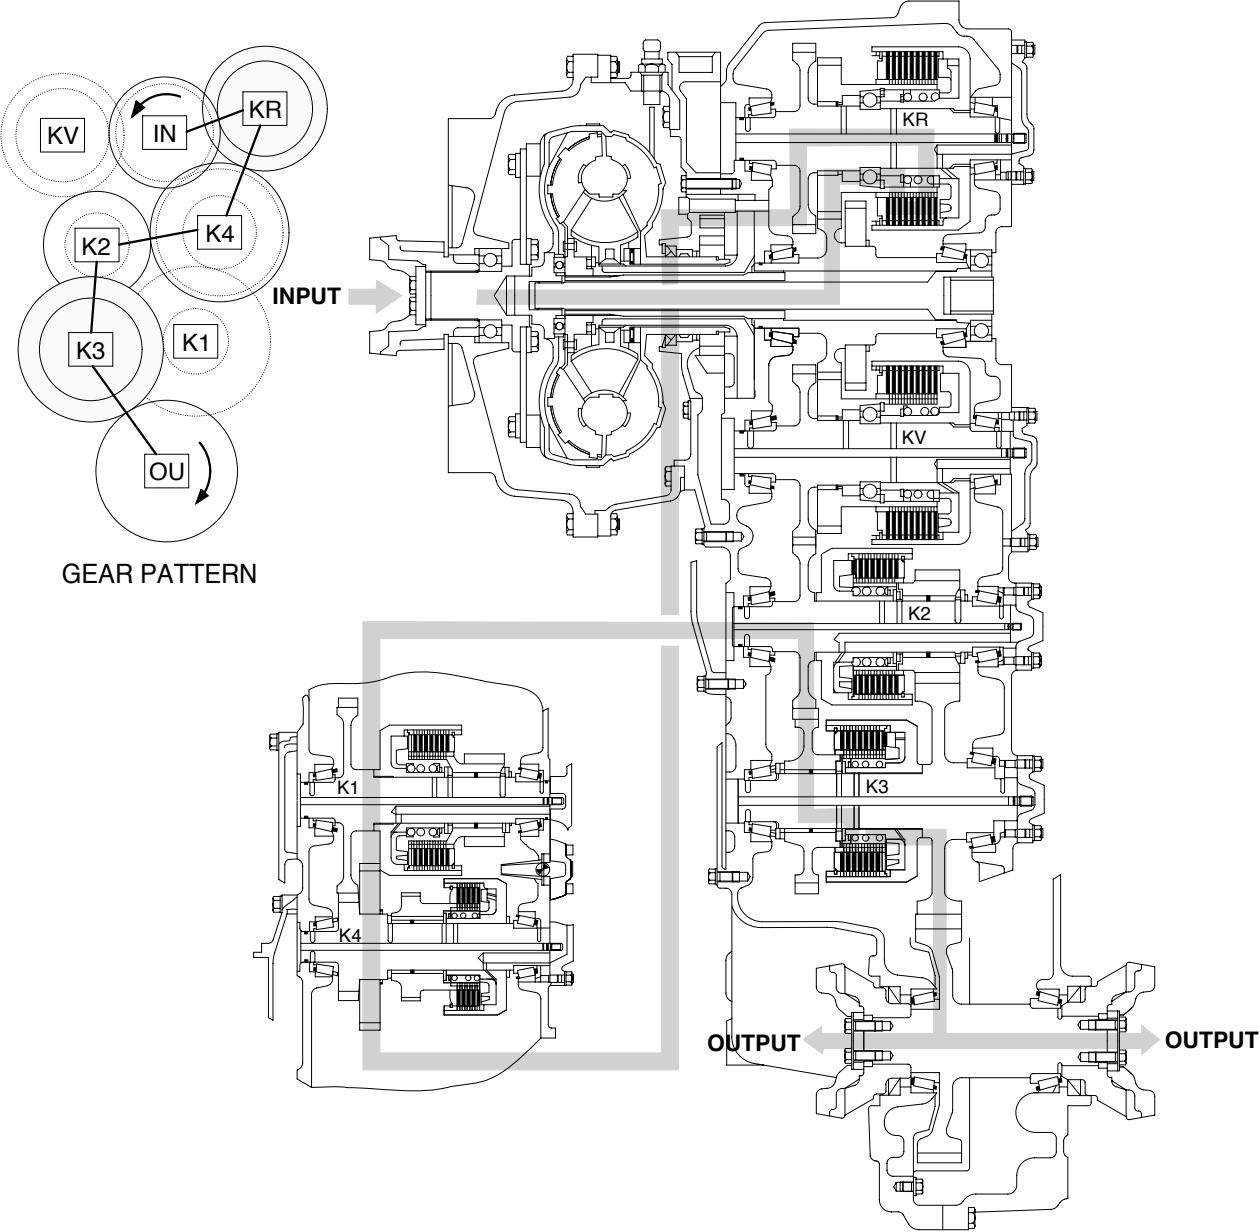 KV
IN
KR
K2
K4
K3
K1
OU
GEAR PATTERN
INPUT
KR
KV
K2
K3
K1
K4
OUTPUT
OUTPUT